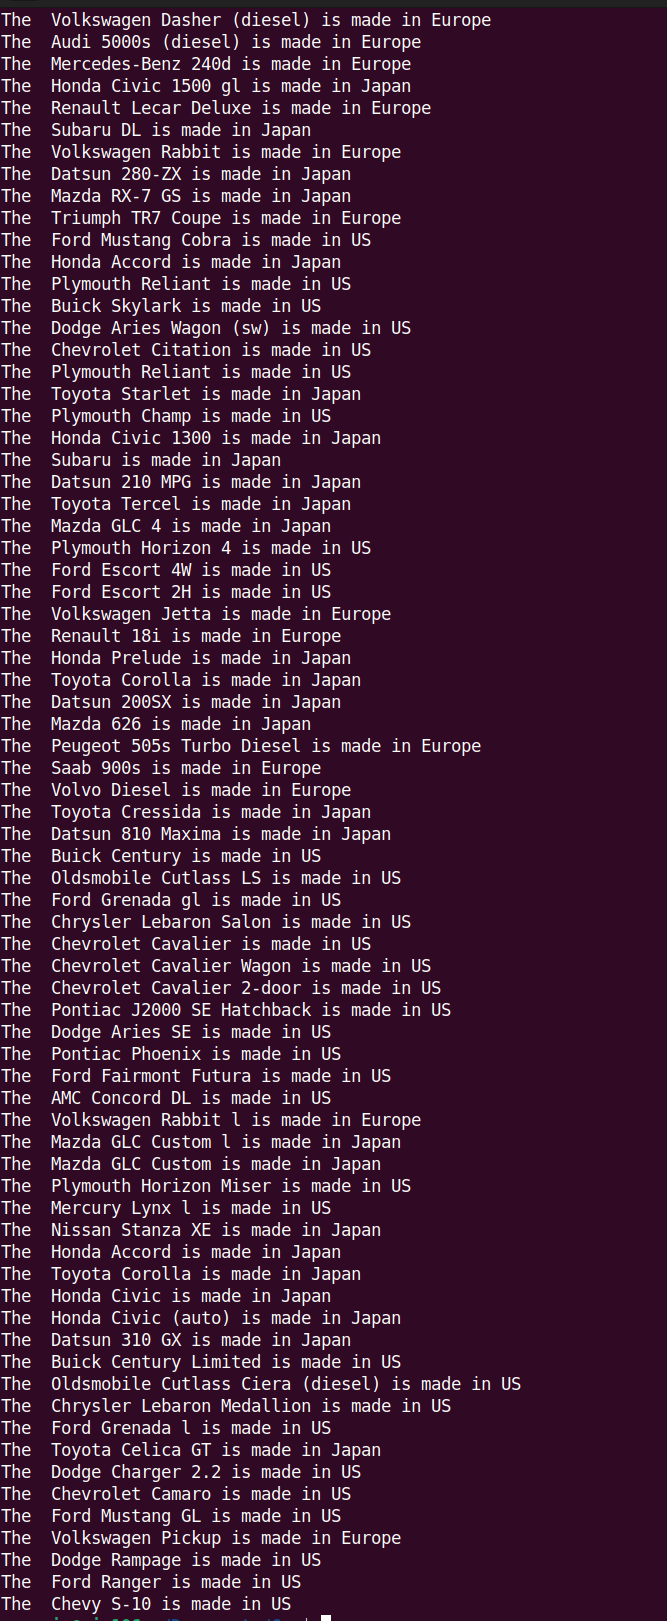 The  Volkswagen Dasher (diesel) is made in Europe
The  Audi 5000s (diesel) is made in Europe
The  Mercedes-Benz 240d is made in Europe
The  Honda Civic 1500 gl is made in Japan
The  Renault Lecar Deluxe is made in Europe
The  Subaru DL is made in Japan
The  Volkswagen Rabbit is made in Europe
The  Datsun 280-ZX is made in Japan
The  Mazda RX-7 GS is made in Japan
The  Triumph TR7 Coupe is made in Europe
The  Ford Mustang Cobra is made in US
The  Honda Accord is made in Japan
The  Plymouth Reliant is made in US
The  Buick Skylark is made in US
The  Dodge Aries Wagon (sw) is made in US
The  Chevrolet Citation is made in US
The  Plymouth Reliant is made in US
The  Toyota Starlet is made in Japan
The  Plymouth Champ is made in US
The  Honda Civic 1300 is made in Japan
The  Subaru is made in Japan
The  Datsun 210 MPG is made in Japan
The  Toyota Tercel is made in Japan
The  Mazda GLC 4 is made in Japan
The  Plymouth Horizon 4 is made in US
The  Ford Escort 4W is made in US
The  Ford Escort 2H is made in US
The  Volkswagen Jetta is made in Europe
The  Renault 18i is made in Europe
The  Honda Prelude is made in Japan
The  Toyota Corolla is made in Japan
The  Datsun 200SX is made in Japan
The  Mazda 626 is made in Japan
The  Peugeot 505s Turbo Diesel is made in Europe
The  Saab 900s is made in Europe
The  Volvo Diesel is made in Europe
The  Toyota Cressida is made in Japan
The  Datsun 810 Maxima is made in Japan
The  Buick Century is made in US
The  Oldsmobile Cutlass LS is made in US
The  Ford Grenada gl is made in US
The  Chrysler Lebaron Salon is made in US
The  Chevrolet Cavalier is made in US
The  Chevrolet Cavalier Wagon is made in US
The  Chevrolet Cavalier 2-door is made in US
The  Pontiac J2000 SE Hatchback is made in US
The  Dodge Aries SE is made in US
The  Pontiac Phoenix is made in US
The  Ford Fairmont Futura is made in US
The  AMC Concord DL is made in US
The  Volkswagen Rabbit l is made in Europe
The  Mazda GLC Custom l is made in Japan
The  Mazda GLC Custom is made in Japan
The  Plymouth Horizon Miser is made in US
The  Mercury Lynx l is made in US
The  Nissan Stanza XE is made in Japan
The  Honda Accord is made in Japan
The  Toyota Corolla is made in Japan
The  Honda Civic is made in Japan
The  Honda Civic (auto) is made in Japan
The  Datsun 310 GX is made in Japan
The  Buick Century Limited is made in US
The  Oldsmobile Cutlass Ciera (diesel) is made in US
The  Chrysler Lebaron Medallion is made in US
The  Ford Grenada l is made in US
The  Toyota Celica GT is made in Japan
The  Dodge Charger 2.2 is made in US
The  Chevrolet Camaro is made in US
The  Ford Mustang GL is made in US
The  Volkswagen Pickup is made in Europe
The  Dodge Rampage is made in US
The  Ford Ranger is made in US
The  Chevy S-10 is made in US